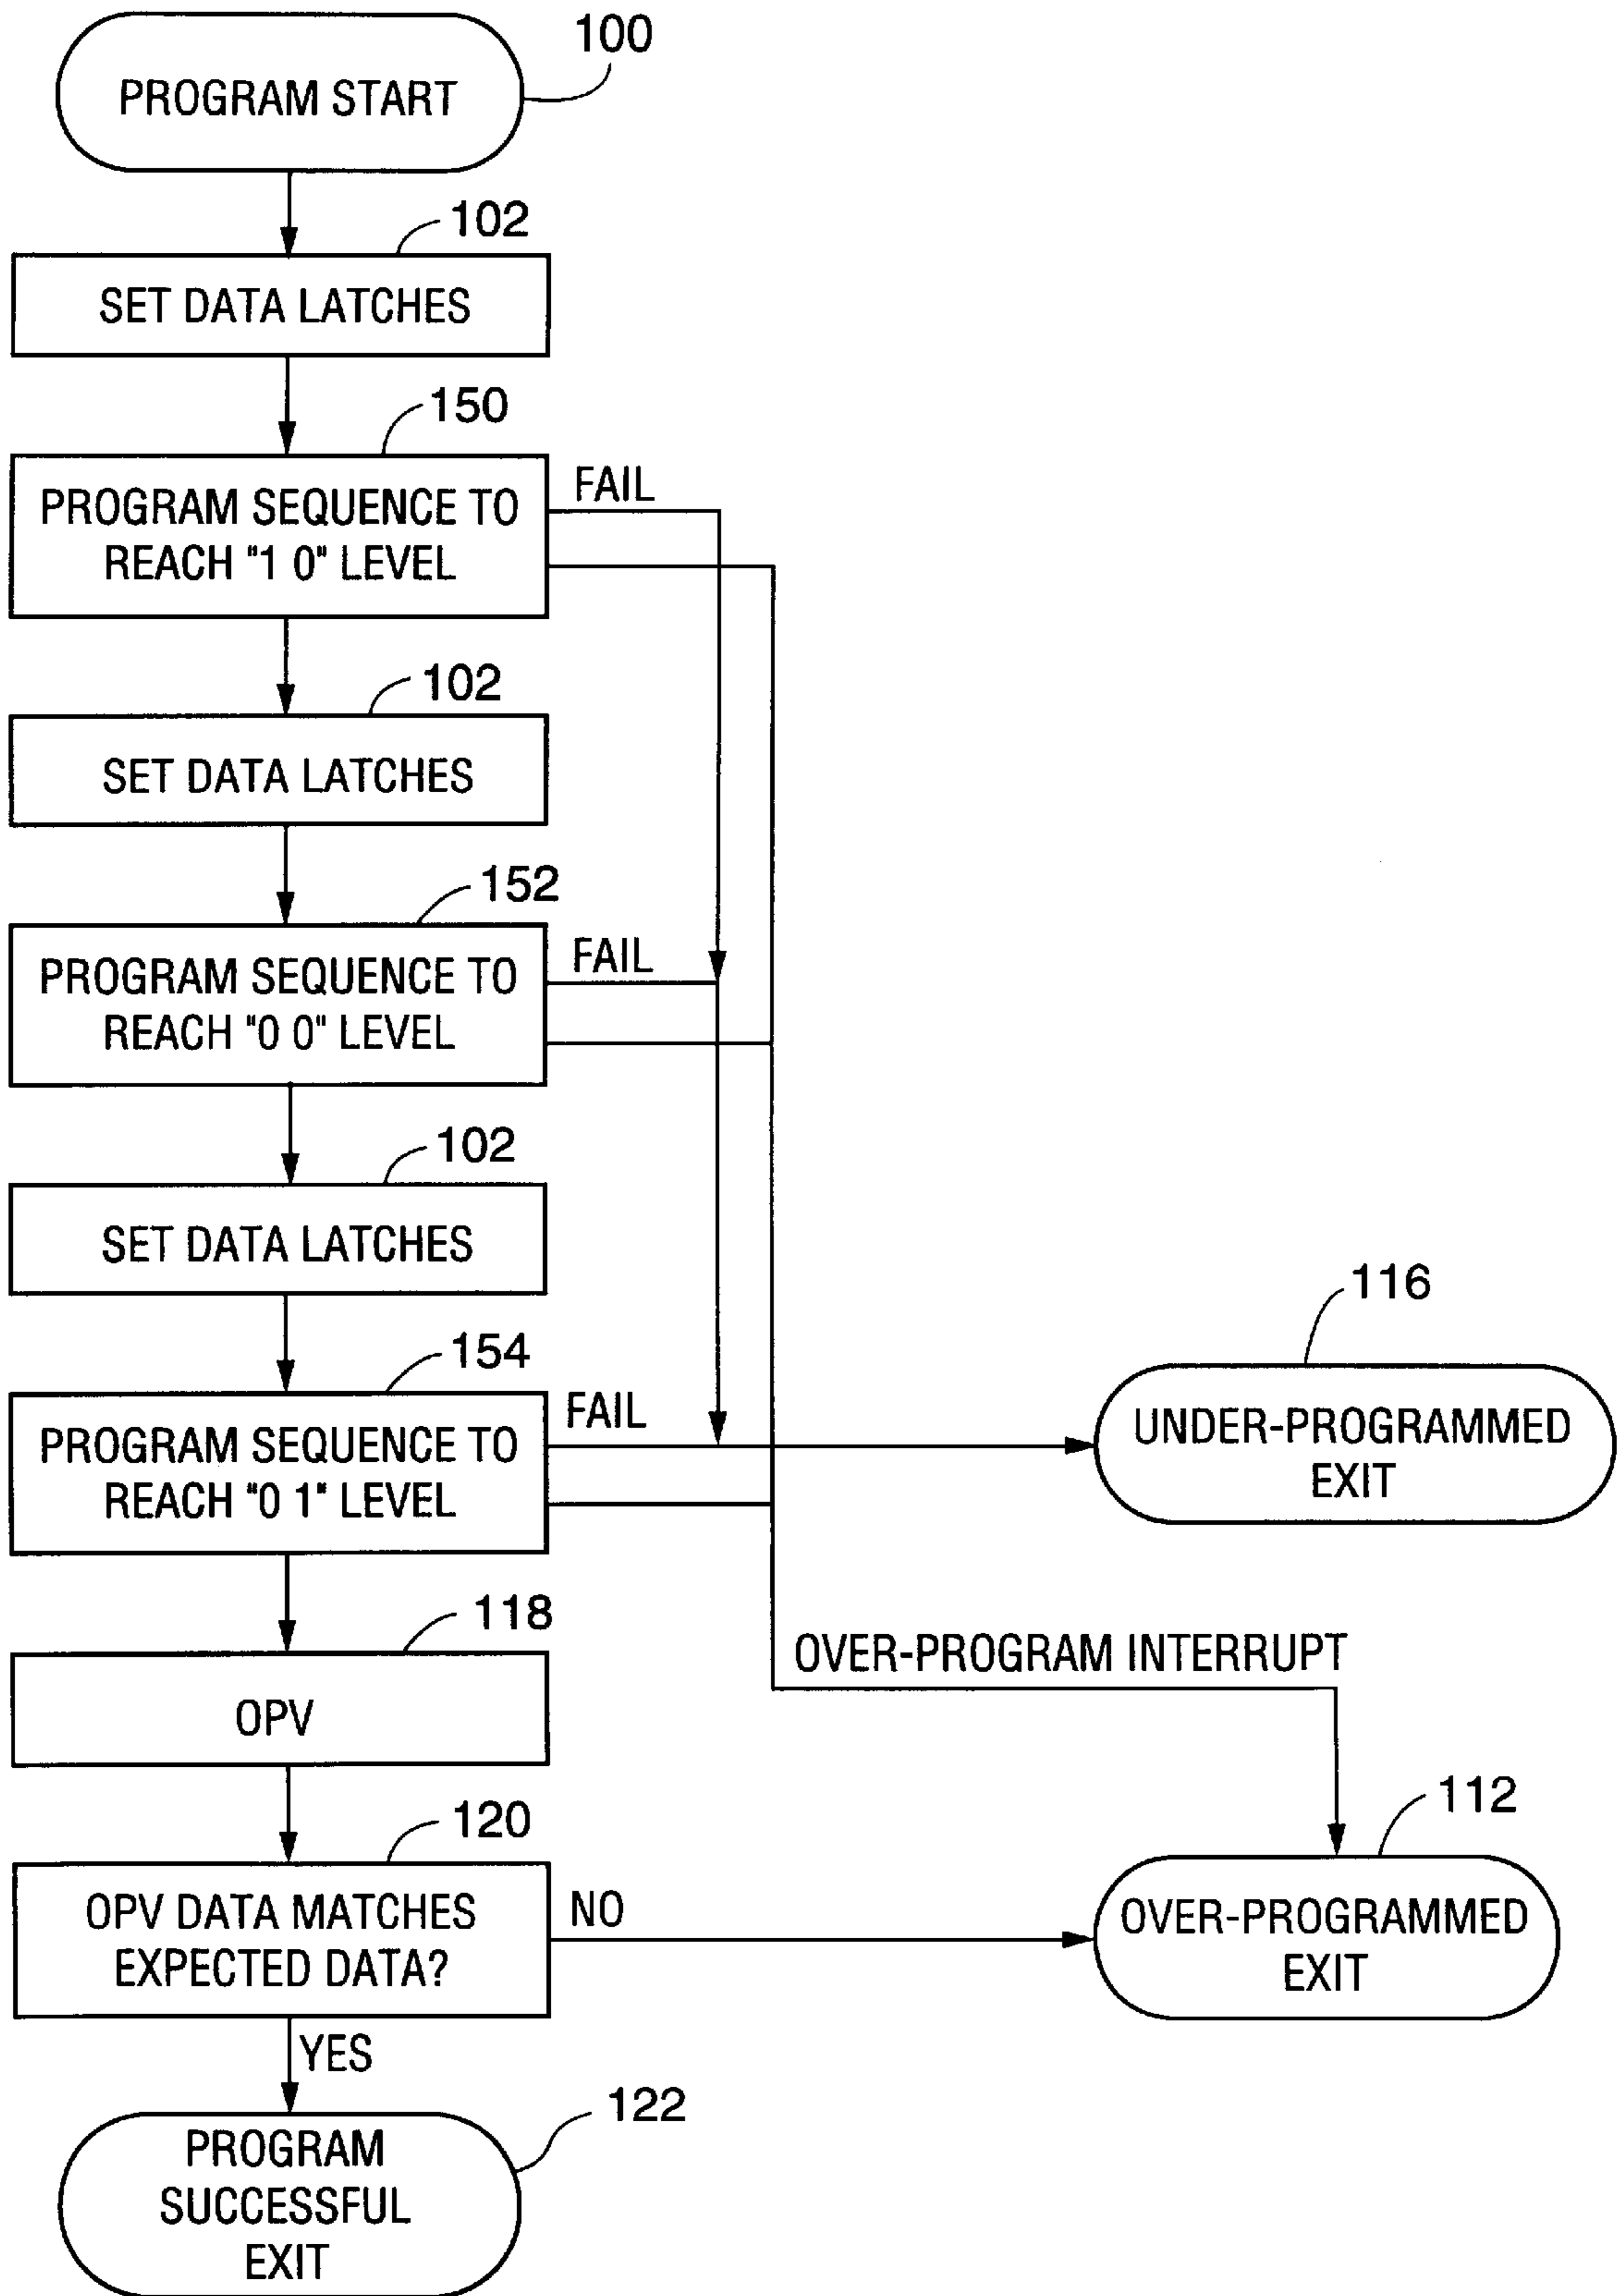 100
PROGRAM START
102
SET DATA LATCHES
150
PROGRAM SEQUENCE TO
REACH "1 0" LEVEL
FAIL
102
SET DATA LATCHES
152
PROGRAM SEQUENCE TO
REACH "0 0" LEVEL
FAIL
102
SET DATA LATCHES
154
PROGRAM SEQUENCE TO
REACH "0 1" LEVEL
FAIL
116
UNDER-PROGRAMMED
EXIT
118
OPV
OVER-PROGRAM INTERRUPT
120
OPV DATA MATCHES
EXPECTED DATA?
NO
112
OVER-PROGRAMMED
EXIT
YES
122
PROGRAM
SUCCESSFUL
EXIT